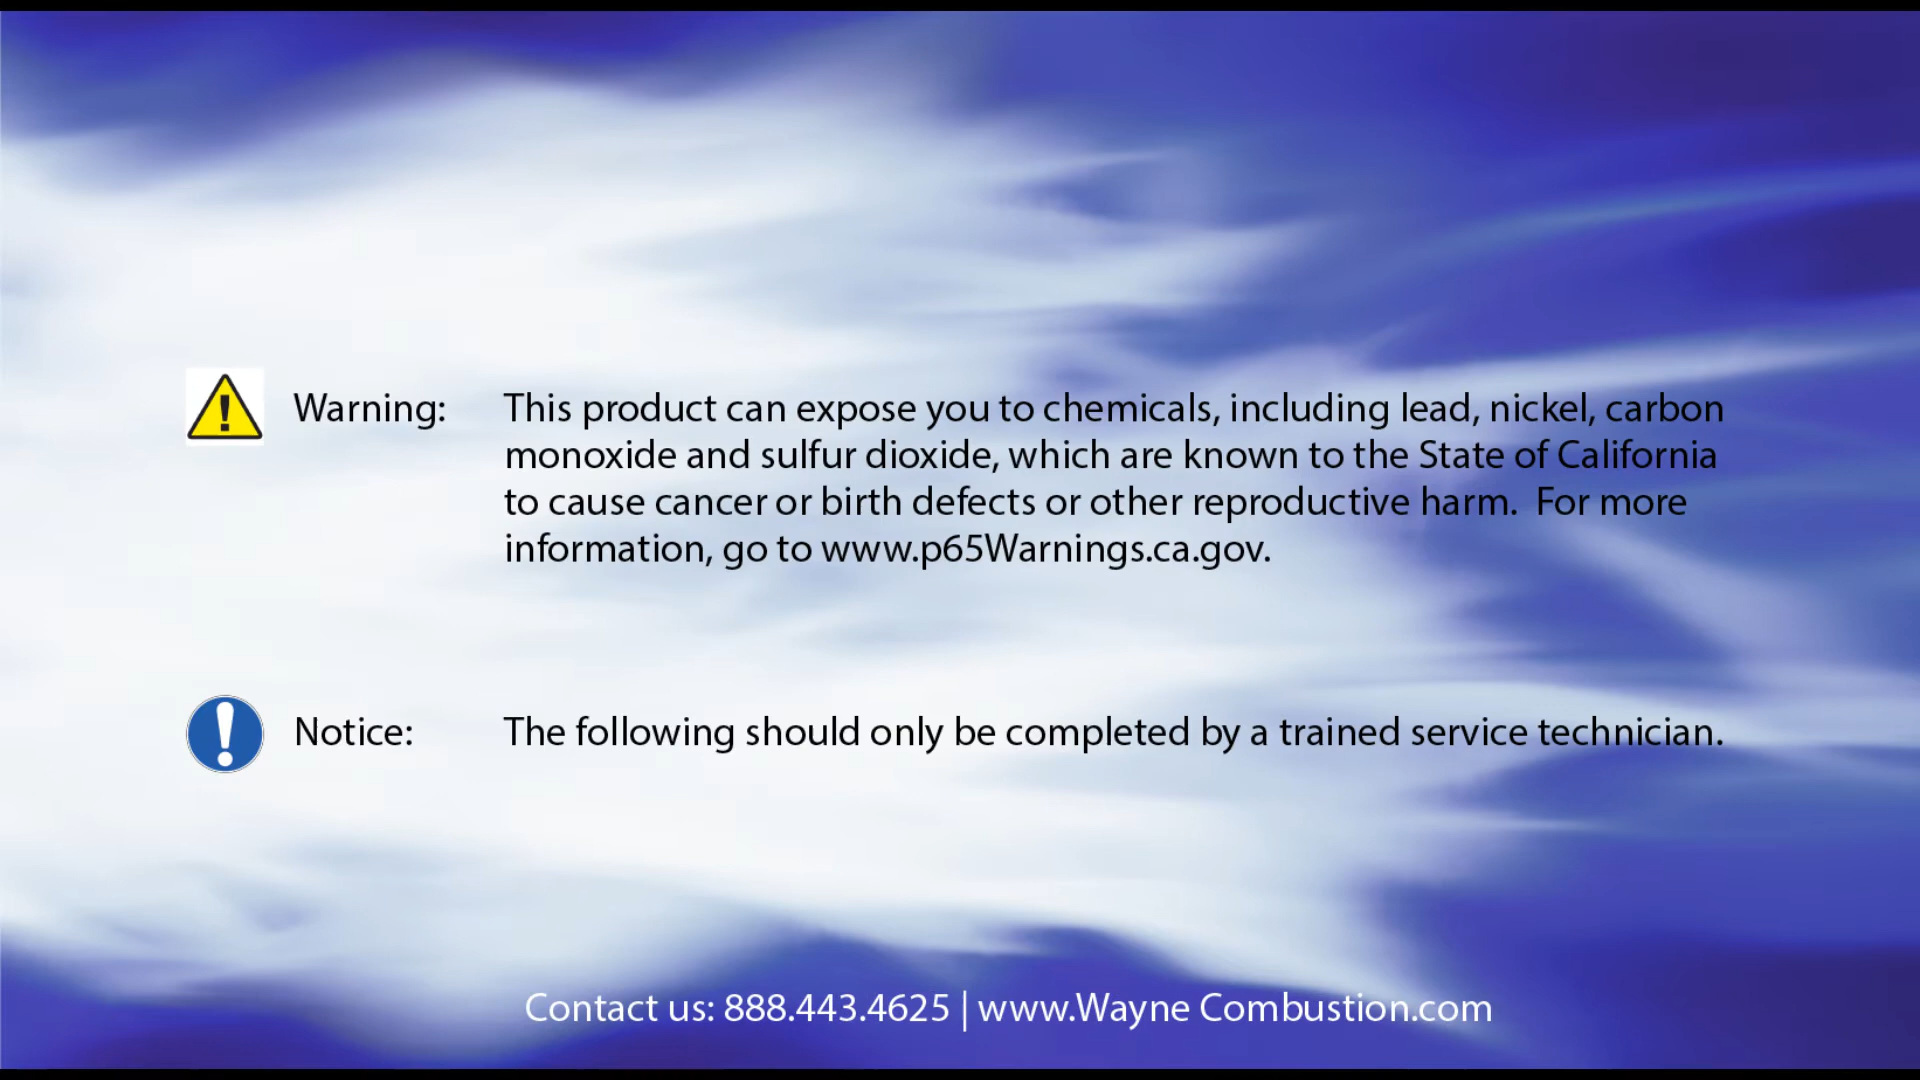 Warning: This product can expose you to chemicals, including lead, nickel, carbon
monoxide and sulfur dioxide, which are known to the State of California
to cause cancer or birth defects or other reproductive harm.  For more
information, go to www.p65Warnings.ca.gov.
Notice: The following should only be completed by a trained service technician.
Contact us: 888.443.4625 | www.Wayne Combustion.com